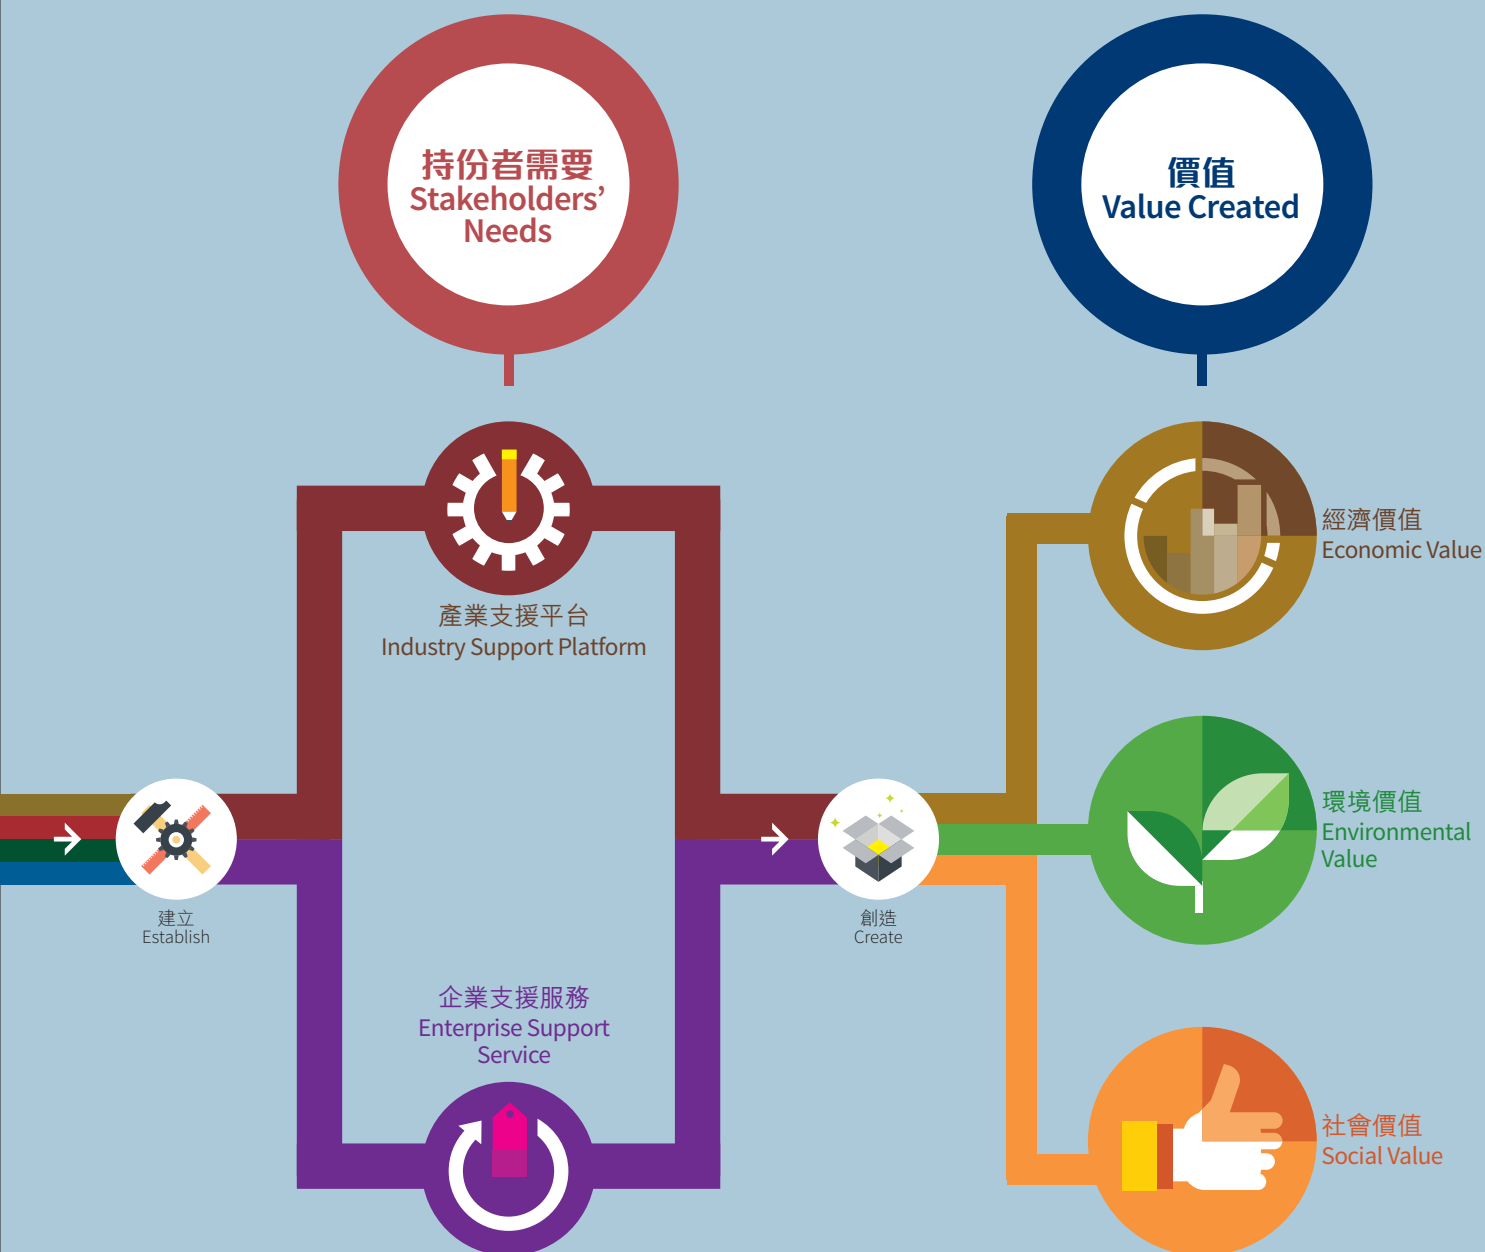 持份者需要
Stakeholders’
Needs
價值
Value Created
產業支援平台
Industry Support Platform
建立
Establish
企業支援服務
Enterprise Support
Service
創造
Create
經濟價值
Economic Value
環境價值
Environmental
Value
社會價值
Social Value